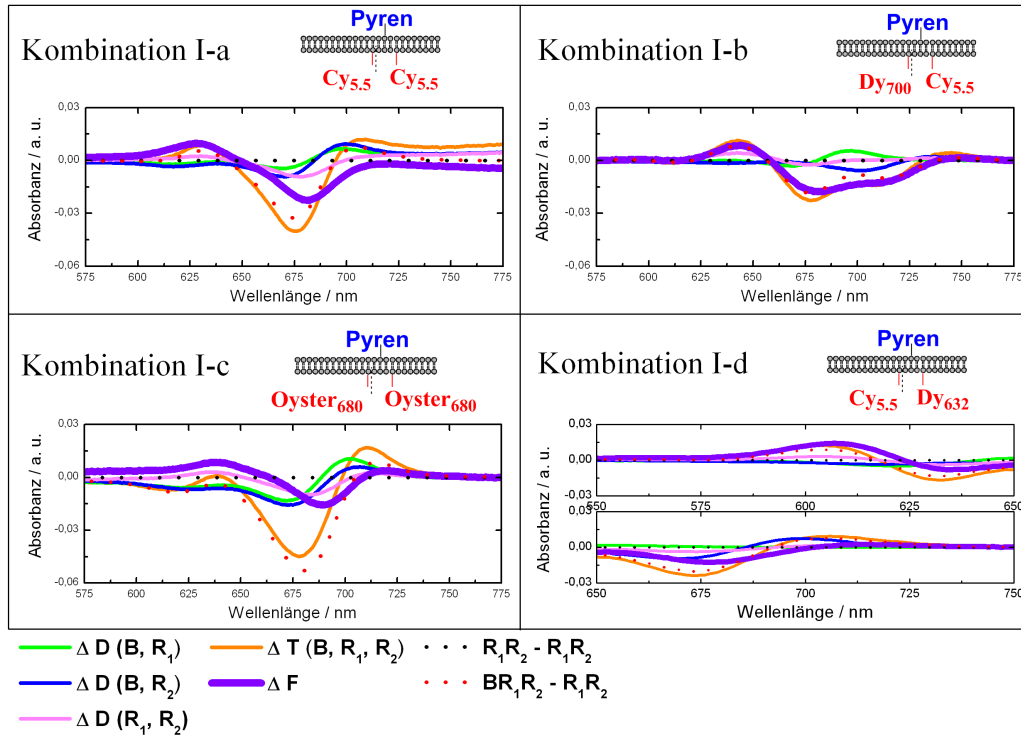 Kombination I-a
Pyren
Cy5.5 Cy5.5
0,03
0,00
-0,03
-0,06
Absorbanz / a. u.
575 600 625 650 675 700 725 750 775
Wellenlänge / nm
Kombination I-b
Pyren
Dy700 Cy5.5
0,03
0,00
-0,03
-0,06
Absorbanz / a. u.
575 600 625 650 675 700 725 750 775
Wellenlänge / nm
Kombination I-c
Pyren
Oyster680 Oyster680
0,03
0,00
-0,03
-0,06
Absorbanz / a. u.
575 600 625 650 675 700 725 750 775
Wellenlänge / nm
Kombination I-d
Pyren
Cy5.5 Dy632
0,03
0,00
-0,03
550 575 600 625 650
0,00
-0,03
Absorbanz / a. u.
650 675 700 725 750
Wellenlänge / nm
Δ D (B, R1) Δ T (B, R1, R2) R1R2 - R1R2
Δ D (B, R2) Δ F BR1R2 - R1R2
Δ D (R1, R2)